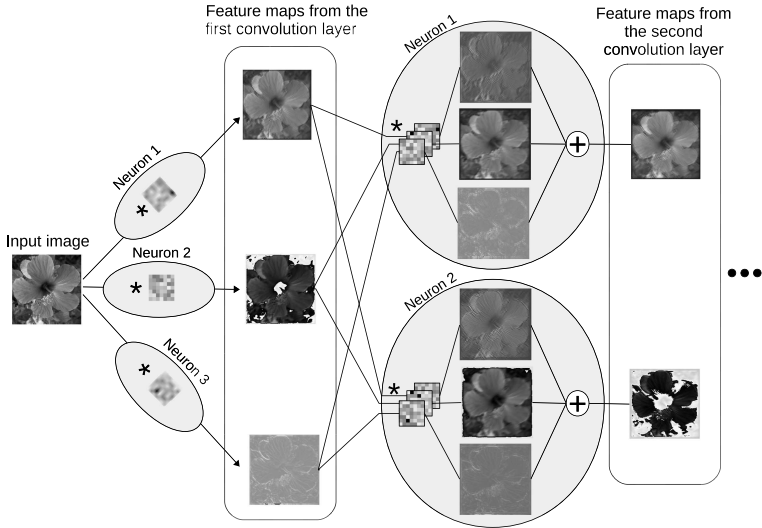 Feature maps from the
first convolution layer
Neuron 1
Feature maps from
the second
convolution layer
Neuron 1
*
*
+
Input image
Neuron 2
*
Neuron 2
...
Neuron 3
*
*
+